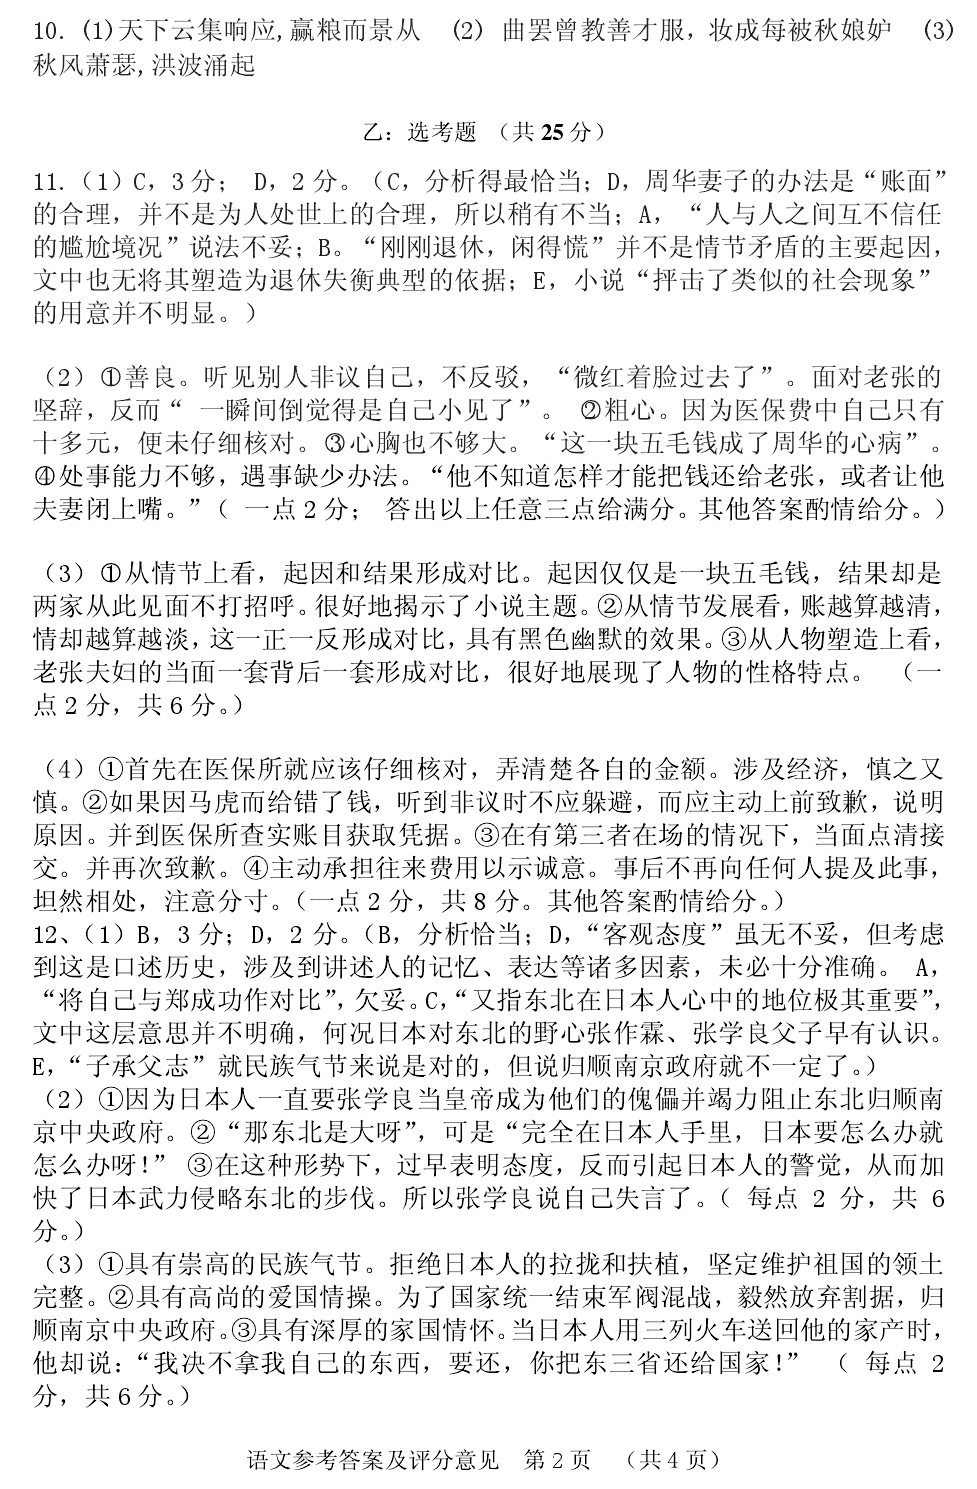 10. (1)天下云集响应,赢粮而景从 (2) 曲罢曾教善才服，妆成每被秋娘妒 (3)
秋风萧瑟,洪波涌起
乙：选考题 （共 25 分）
11.（1）C，3 分； D，2 分。（C，分析得最恰当；D，周华妻子的办法是“账面”
的合理，并不是为人处世上的合理，所以稍有不当；A，“人与人之间互不信任
的尴尬境况”说法不妥；B。“刚刚退休，闲得慌”并不是情节矛盾的主要起因，
文中也无将其塑造为退休失衡典型的依据；E，小说“抨击了类似的社会现象”
的用意并不明显。）
（2）①善良。听见别人非议自己，不反驳，“微红着脸过去了”。面对老张的
坚辞，反而“ 一瞬间倒觉得是自己小见了”。 ②粗心。因为医保费中自己只有
十多元，便未仔细核对。③心胸也不够大。“这一块五毛钱成了周华的心病”。
④处事能力不够，遇事缺少办法。“他不知道怎样才能把钱还给老张，或者让他
夫妻闭上嘴。”（ 一点 2 分； 答出以上任意三点给满分。其他答案酌情给分。）
（3）①从情节上看，起因和结果形成对比。起因仅仅是一块五毛钱，结果却是
两家从此见面不打招呼。很好地揭示了小说主题。②从情节发展看，账越算越清，
情却越算越淡，这一正一反形成对比，具有黑色幽默的效果。③从人物塑造上看，
老张夫妇的当面一套背后一套形成对比，很好地展现了人物的性格特点。 （一
点 2 分，共 6 分。）
（4）①首先在医保所就应该仔细核对，弄清楚各自的金额。涉及经济，慎之又
慎。②如果因马虎而给错了钱，听到非议时不应躲避，而应主动上前致歉，说明
原因。并到医保所查实账目获取凭据。③在有第三者在场的情况下，当面点清接
交。并再次致歉。④主动承担往来费用以示诚意。事后不再向任何人提及此事，
坦然相处，注意分寸。（一点 2 分，共 8 分。其他答案酌情给分。）
12、（1）B，3 分；D，2 分。（B，分析恰当；D，“客观态度”虽无不妥，但考虑
到这是口述历史，涉及到讲述人的记忆、表达等诸多因素，未必十分准确。 A，
“将自己与郑成功作对比”，欠妥。C，“又指东北在日本人心中的地位极其重要”，
文中这层意思并不明确，何况日本对东北的野心张作霖、张学良父子早有认识。
E，“子承父志”就民族气节来说是对的，但说归顺南京政府就不一定了。）
（2）①因为日本人一直要张学良当皇帝成为他们的傀儡并竭力阻止东北归顺南
京中央政府。②“那东北是大呀”，可是“完全在日本人手里，日本要怎么办就
怎么办呀！” ③在这种形势下，过早表明态度，反而引起日本人的警觉，从而加
快了日本武力侵略东北的步伐。所以张学良说自己失言了。（ 每点 2 分，共 6
分。）
（3）①具有崇高的民族气节。拒绝日本人的拉拢和扶植，坚定维护祖国的领土
完整。②具有高尚的爱国情操。为了国家统一结束军阀混战，毅然放弃割据，归
顺南京中央政府。③具有深厚的家国情怀。当日本人用三列火车送回他的家产时，
他却说：“我决不拿我自己的东西，要还，你把东三省还给国家！” （ 每点 2
分，共 6 分。）
语文参考答案及评分意见 第 2 页 （共 4 页）